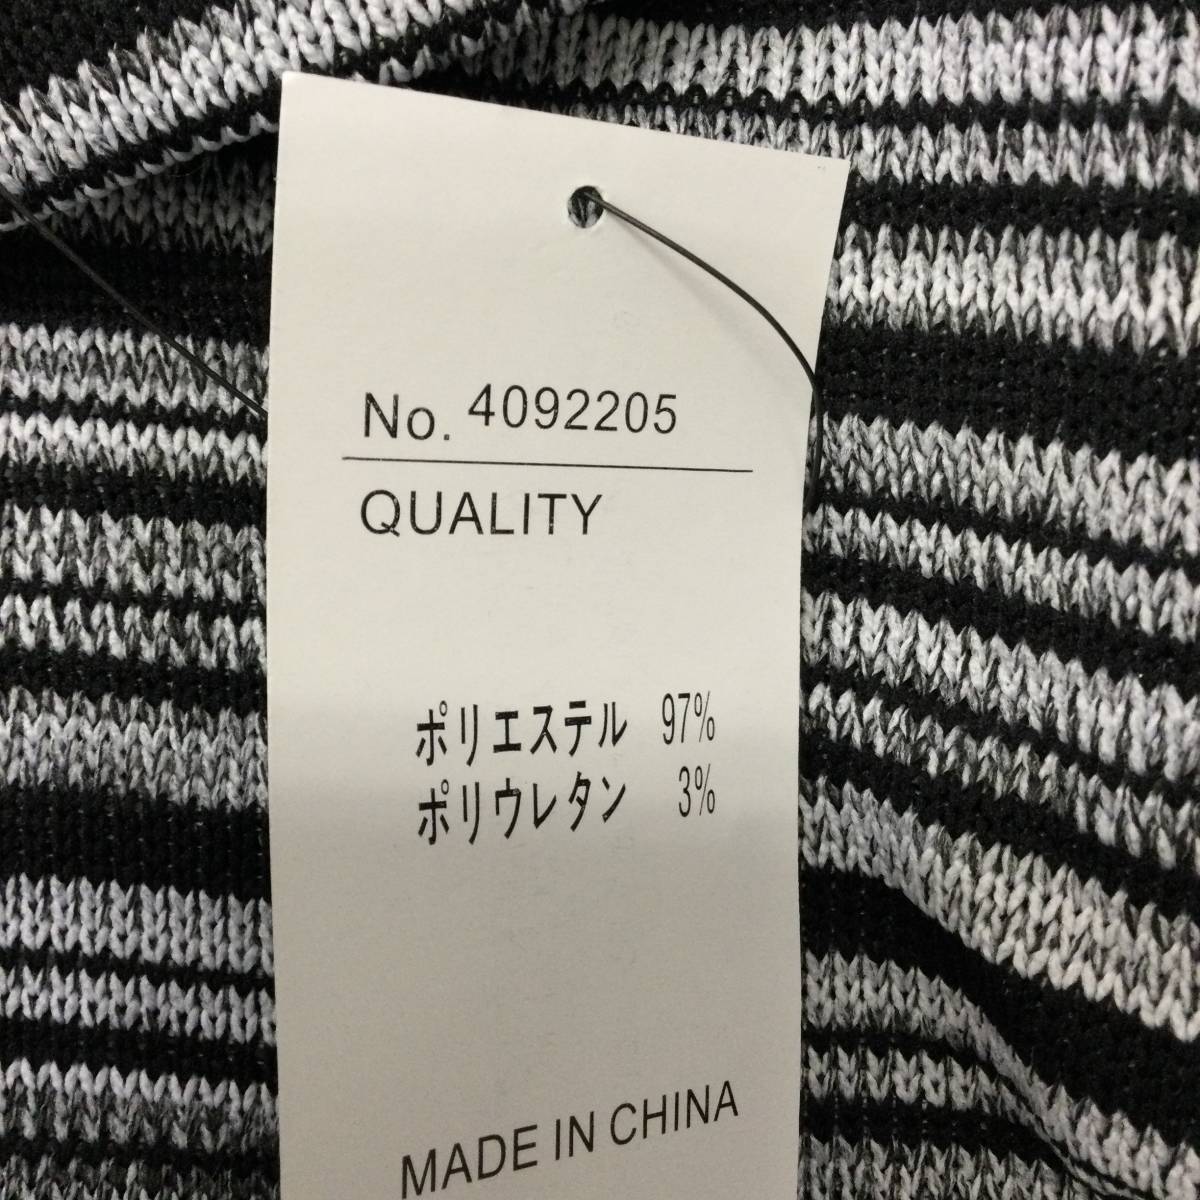 No. 4092205
QUALITY
ポリエステル 97%
ポリウレタン 3%
MADE IN CHINA